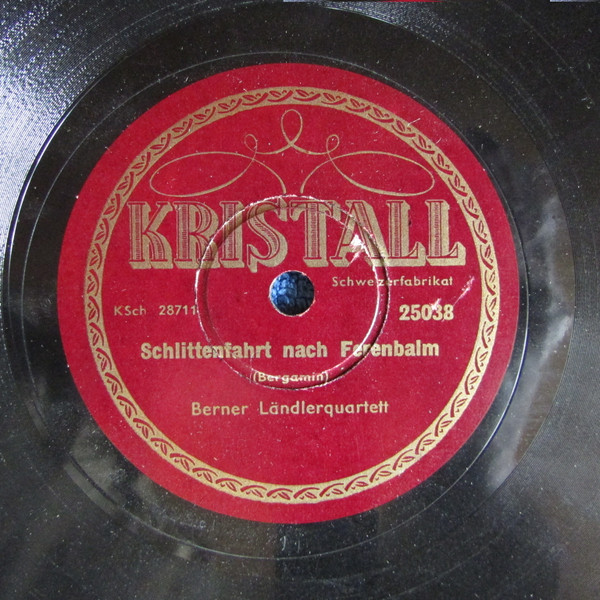 KRISTALL
Schweizerfabrikat
KSch 28711 25038
Schlittenfahrt nach Ferenbalm
(Bergamin)
Berner Ländlerquartett